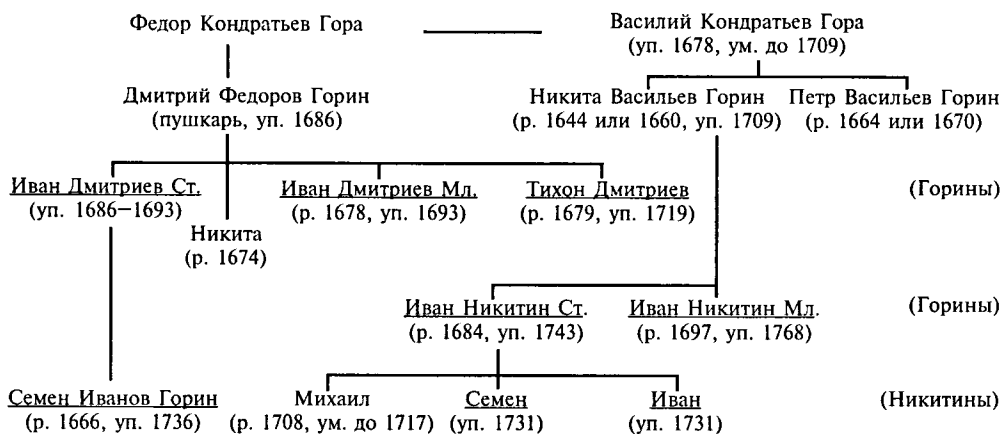 Федор Кондратьев Гора
Василий Кондратьев Гора
(уп. 1678, ум. до 1709)
Дмитрий Федоров Горин
(пушкарь, уп. 1686)
Никита Васильев Горин
(р. 1644 или 1660, уп. 1709)
Петр Васильев Горин
(р. 1664 или 1670)
Иван Дмитриев Ст.
(уп. 1686–1693)
Никита
(р. 1674)
Иван Дмитриев Мл.
(р. 1678, уп. 1693)
Тихон Дмитриев
(р. 1679, уп. 1719)
(Горины)
Иван Никитин Ст.
(р. 1684, уп. 1743)
Иван Никитин Мл.
(р. 1697, уп. 1768)
(Горины)
Семен Иванов Горин
(р. 1666, уп. 1736)
Михаил
(р. 1708, ум. до 1717)
Семен
(уп. 1731)
Иван
(уп. 1731)
(Никитины)